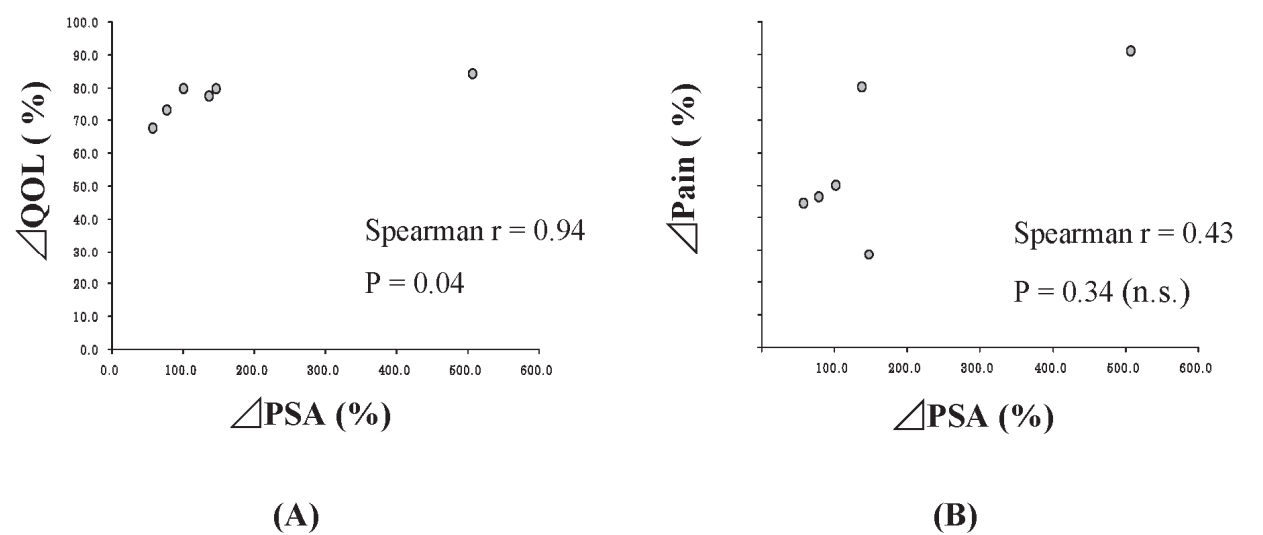 100.0
90.0
80.0
70.0
60.0
50.0
40.0
30.0
20.0
10.0
0.0
⊿QOL ( %)
Spearman r = 0.94
P = 0.04
0.0 100.0 200.0 300.0 400.0 500.0 600.0
⊿PSA (%)
(A)
⊿Pain ( %)
Spearman r = 0.43
P = 0.34 (n.s.)
100.0 200.0 300.0 400.0 500.0 600.0
⊿PSA (%)
(B)